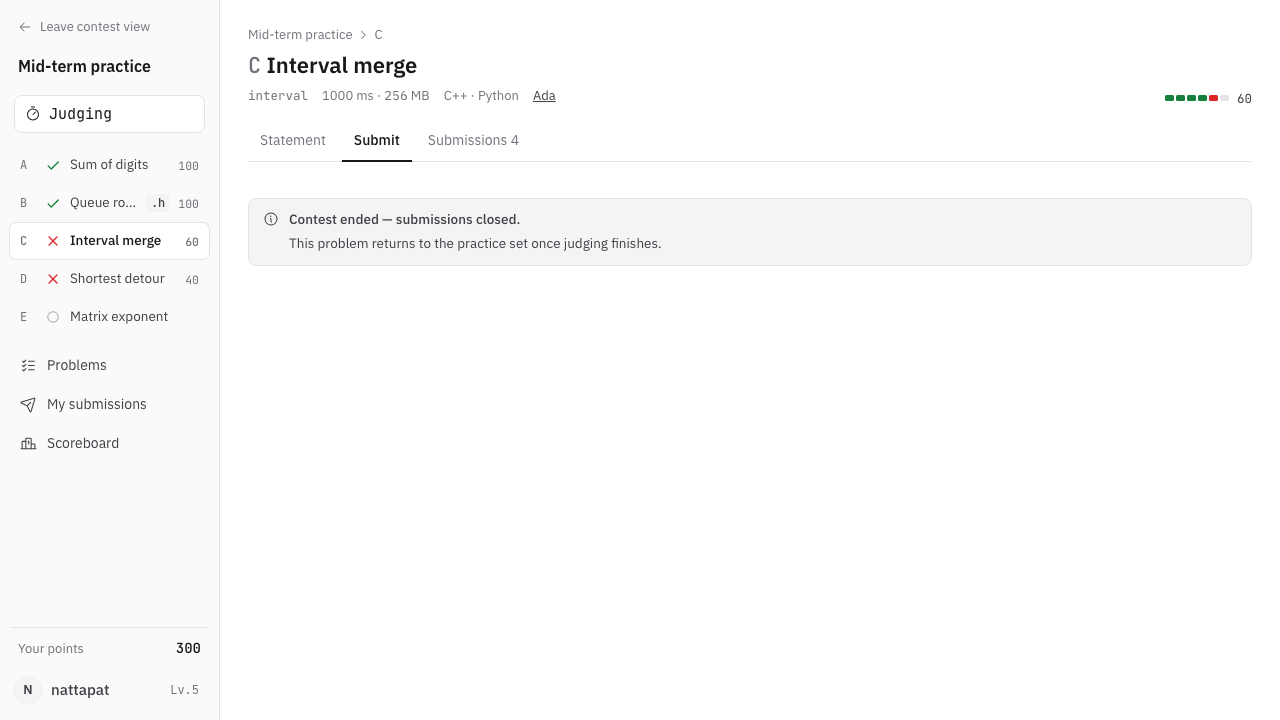 Leave contest view
Mid-term practice
Judging
A Sum of digits 100
B Queue ro... .h 100
C Interval merge 60
D Shortest detour 40
E Matrix exponent
Problems
My submissions
Scoreboard
Your points 300
N nattapat Lv.5
Mid-term practice C
C Interval merge
interval 1000 ms · 256 MB C++ · Python Ada
60
Statement Submit Submissions 4
Contest ended — submissions closed.
This problem returns to the practice set once judging finishes.